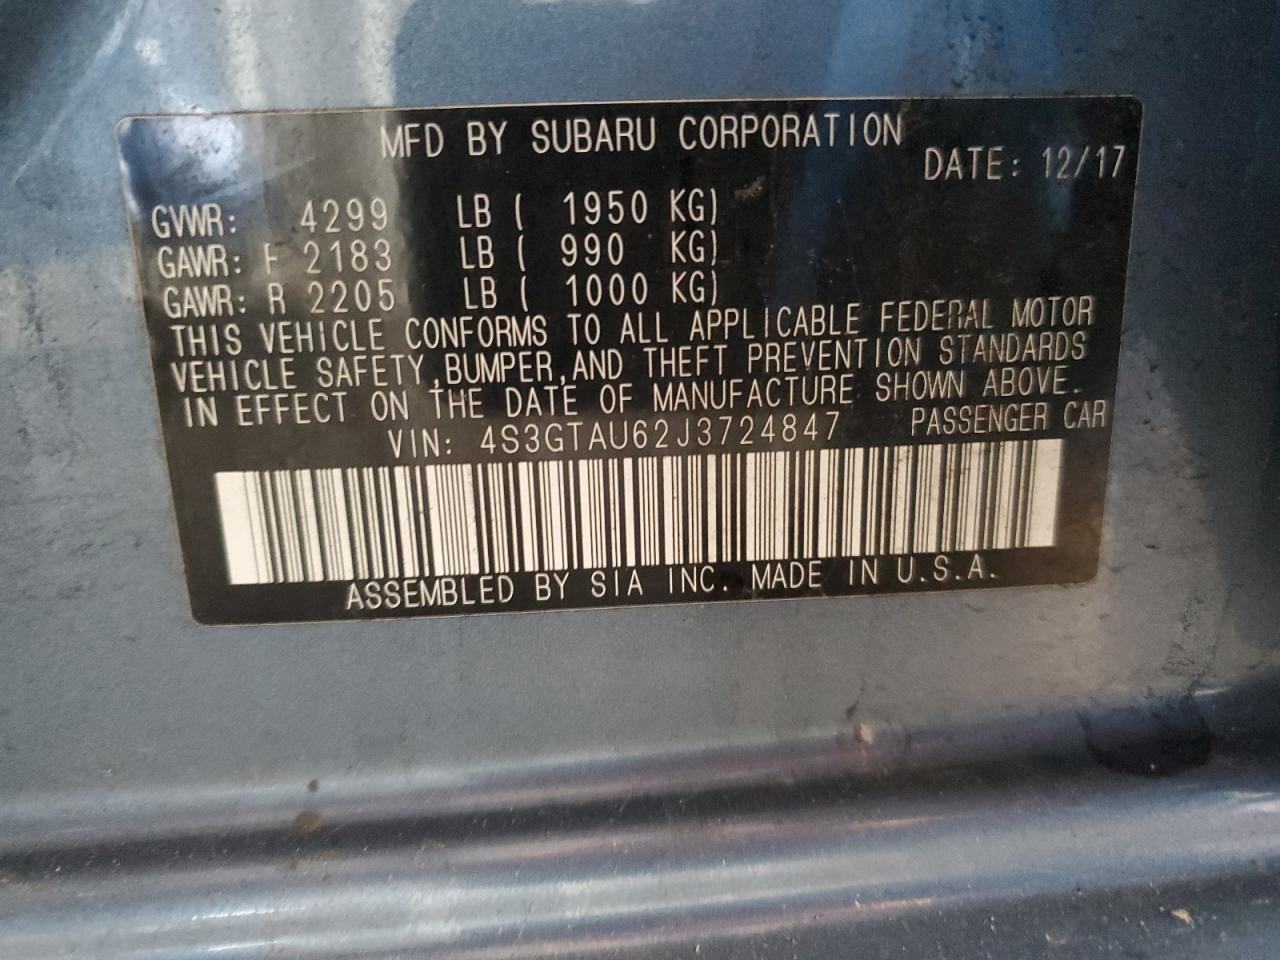 MFD BY SUBARU CORPORATION
DATE: 12/17
GVWR: 4299 LB ( 1950 KG)
GAWR: F 2183 LB ( 990 KG)
GAWR: R 2205 LB ( 1000 KG)
THIS VEHICLE CONFORMS TO ALL APPLICABLE FEDERAL MOTOR
VEHICLE SAFETY,BUMPER,AND THEFT PREVENTION STANDARDS
IN EFFECT ON THE DATE OF MANUFACTURE SHOWN ABOVE.
VIN: 4S3GTAU62J3724847 PASSENGER CAR
ASSEMBLED BY SIA INC. MADE IN U.S.A.